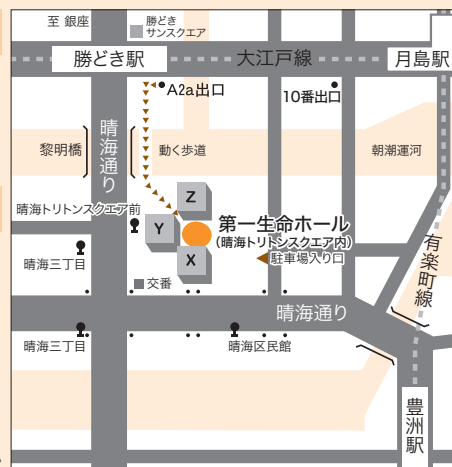 至 銀座
勝どき
サンスクエア
勝どき駅
大江戸線
月島駅
A2a出口
10番出口
黎明橋
晴海通り
動く歩道
朝潮運河
晴海トリトンスクエア前
Z
Y
X
第一生命ホール
(晴海トリトンスクエア内)
駐車場入り口
晴海三丁目
交番
有楽町線
晴海通り
晴海三丁目
晴海区民館
豊洲駅